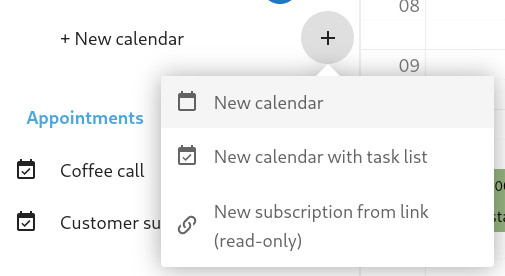 08
+ New calendar
09
New calendar
Appointments
New calendar with task list
Coffee call
New subscription from link
(read-only)
Customer su